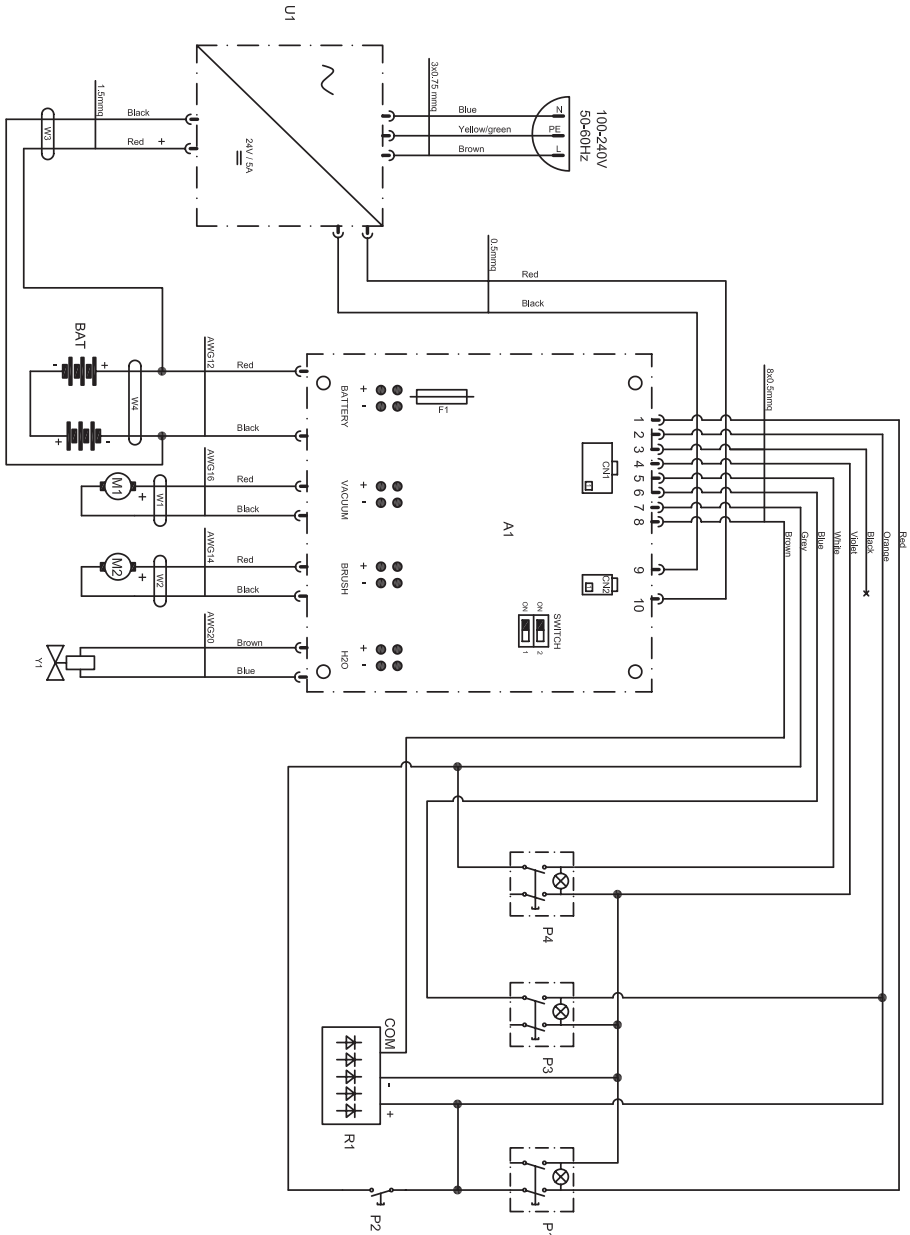 U1
24V / 5A
1.5mmq
Black
Red +
W3
3x0.75 mmq
Blue
Yellow/green
Brown
N
PE
L
100-240V
50-60Hz
0.5mmq
Red
Black
BAT
- +
+ -
W4
AWG12
Red
Black
AWG16
M1
+
W1
Red
Black
AWG14
M2
+
W2
Red
Black
AWG20
Y1
Brown
Blue
BATTERY
+
-
VACUUM
+
-
BRUSH
+
-
H2O
+
-
F1
A1
CN1
CN2
SWITCH
ON
ON
1
2
1
2
3
4
5
6
7
8
9
10
8x0.5mmq
Brown
Grey
Blue
White
Violet
Black
Orange
Red
P4
P3
COM
-
+
R1
P2